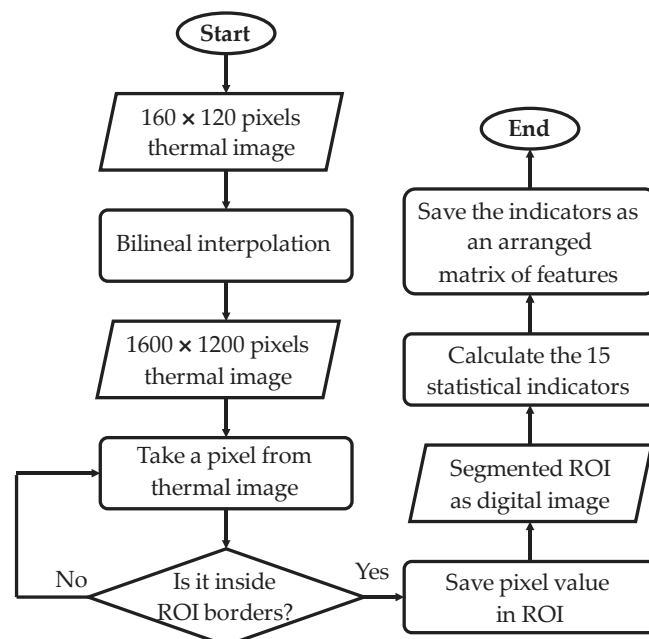 Start
160 × 120 pixels
thermal image
Bilineal interpolation
1600 × 1200 pixels
thermal image
Take a pixel from
thermal image
Is it inside
ROI borders?
No
Yes
Save pixel value
in ROI
Segmented ROI
as digital image
Calculate the 15
statistical indicators
Save the indicators as
an arranged
matrix of features
End